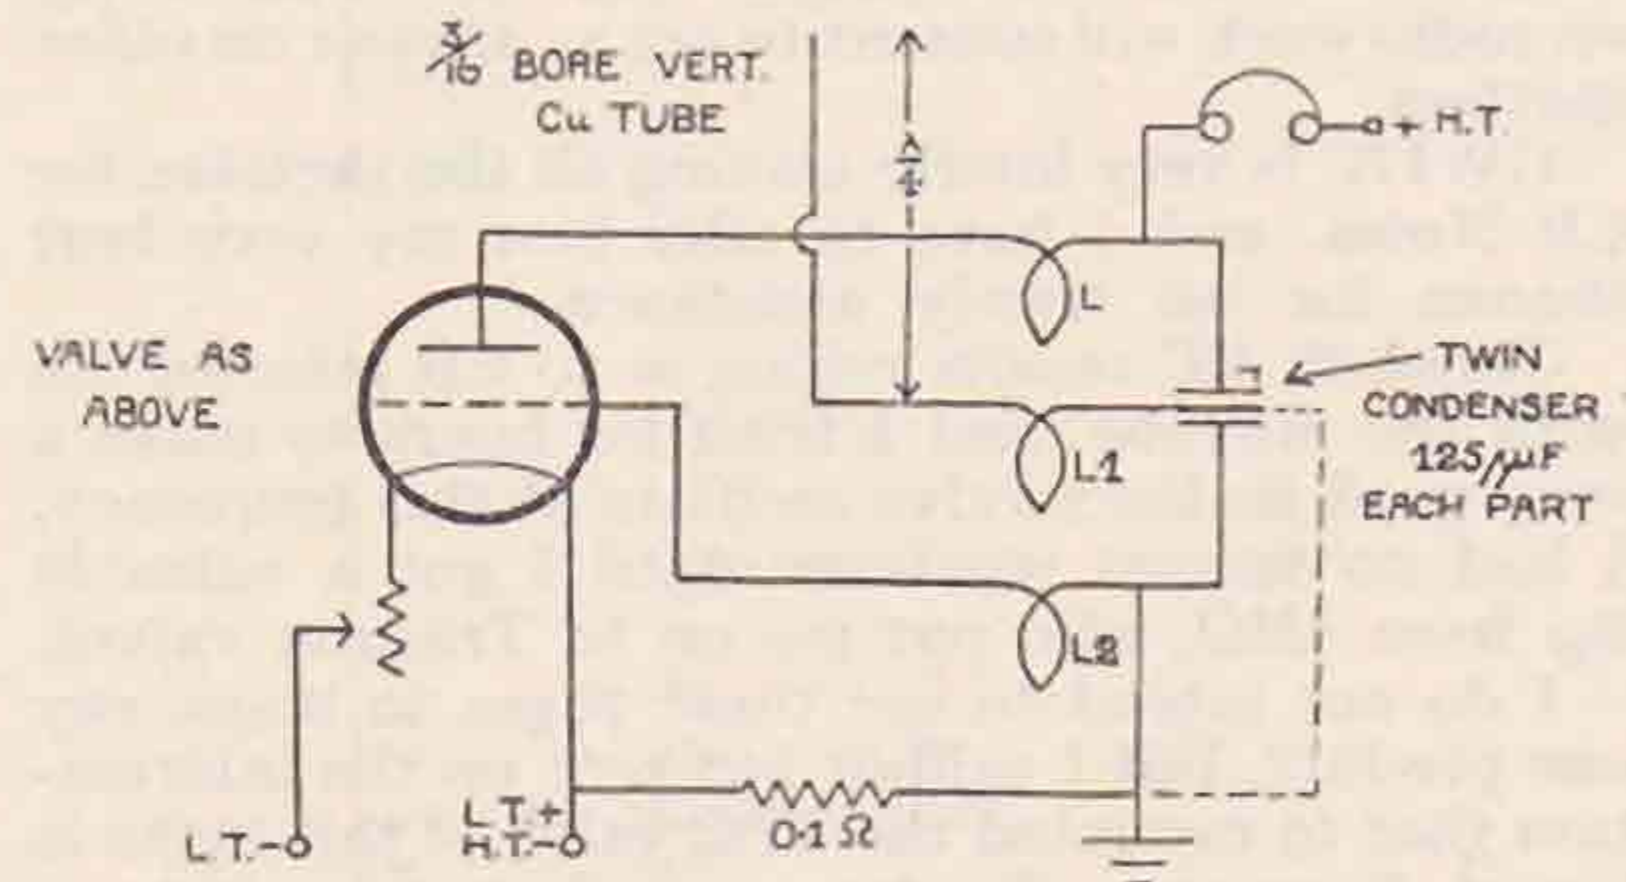 3/16 BORE VERT.
Cu TUBE
λ/4
+ H.T.
L
VALVE AS
ABOVE
TWIN
CONDENSER
125μμF
EACH PART
L1
L2
0·1 Ω
L.T.-
L.T.+
H.T.-